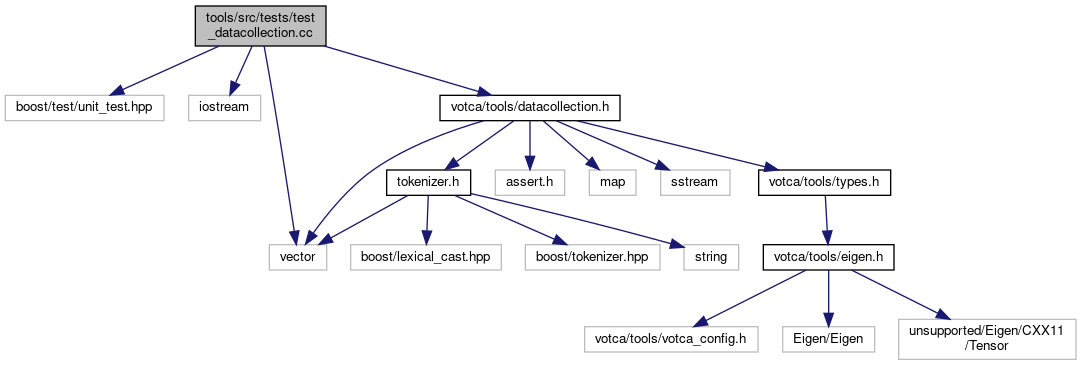 tools/src/tests/test
_datacollection.cc
boost/test/unit_test.hpp
iostream
votca/tools/datacollection.h
tokenizer.h
assert.h
map
sstream
votca/tools/types.h
vector
boost/lexical_cast.hpp
boost/tokenizer.hpp
string
votca/tools/eigen.h
votca/tools/votca_config.h
Eigen/Eigen
unsupported/Eigen/CXX11
/Tensor